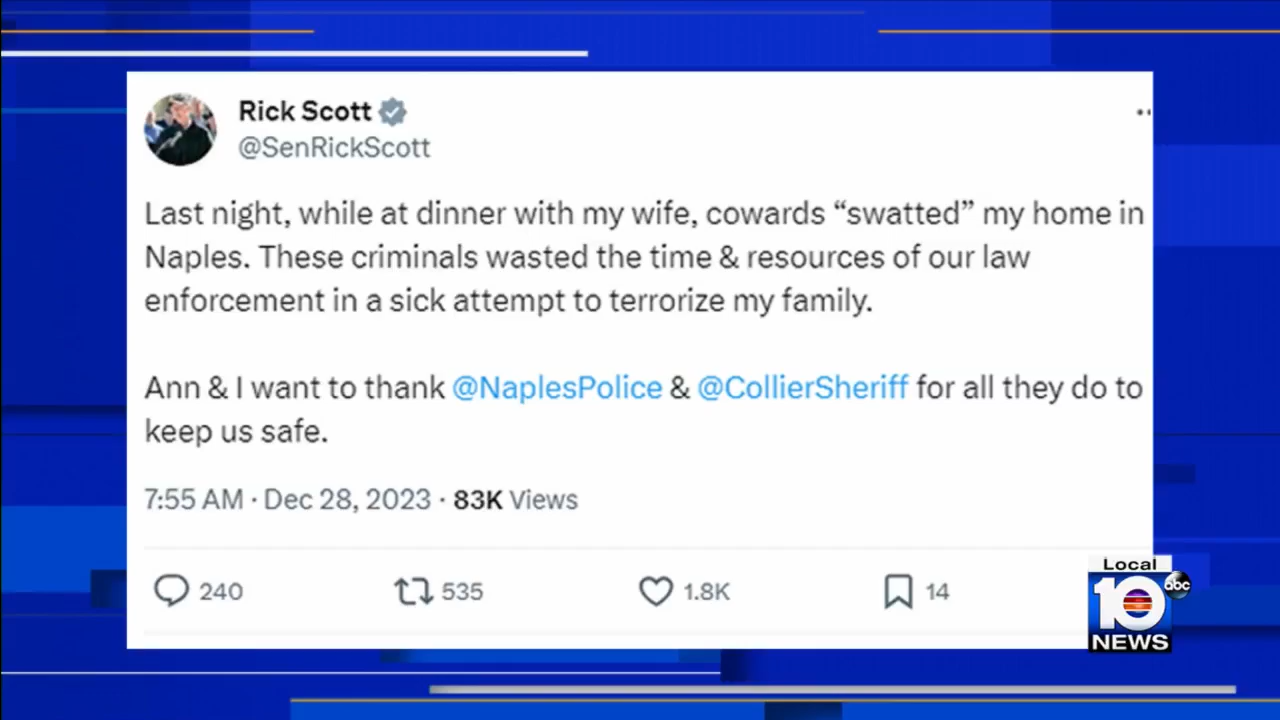 Rick Scott
@SenRickScott
Last night, while at dinner with my wife, cowards “swatted” my home in
Naples. These criminals wasted the time & resources of our law
enforcement in a sick attempt to terrorize my family.
Ann & I want to thank @NaplesPolice & @CollierSheriff for all they do to
keep us safe.
7:55 AM · Dec 28, 2023 · 83K Views
240 535 1.8K 14
Local
10 abc
NEWS